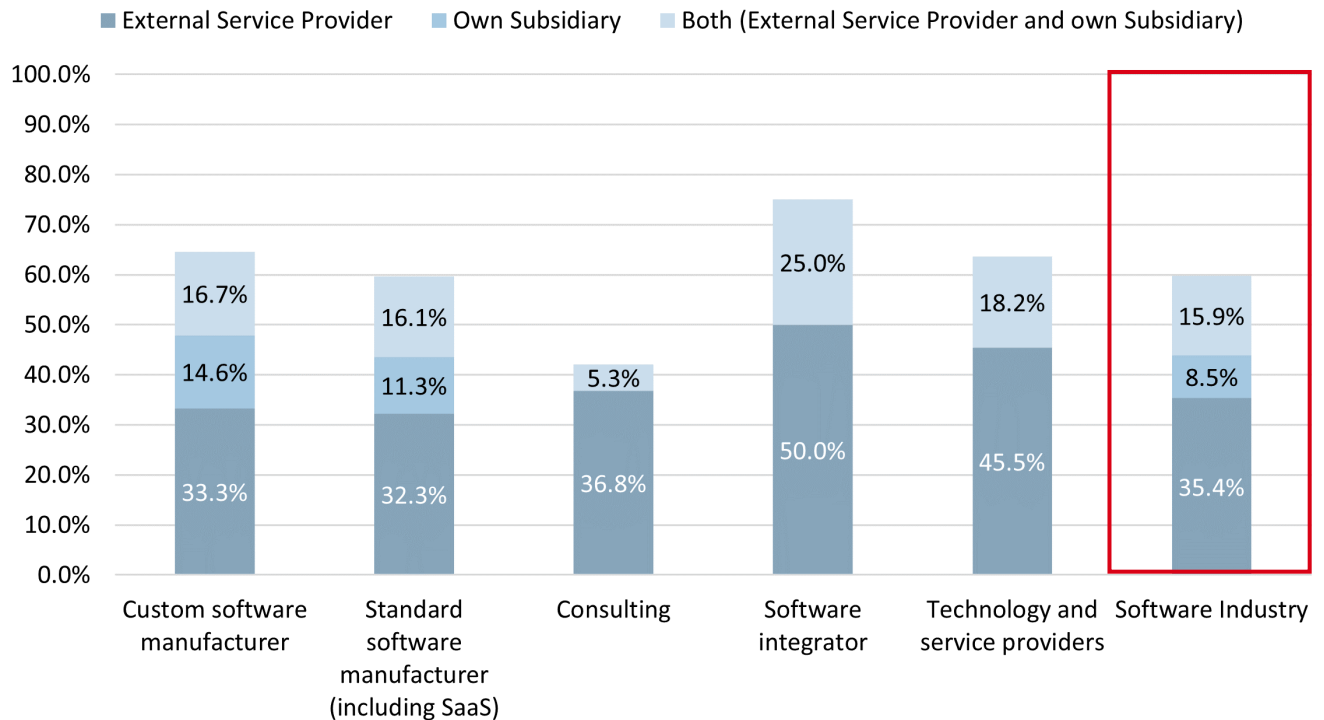 External Service Provider Own Subsidiary Both (External Service Provider and own Subsidiary)
100.0%
90.0%
80.0%
70.0%
60.0%
50.0%
40.0%
30.0%
20.0%
10.0%
0.0%
16.7%
14.6%
33.3%
16.1%
11.3%
32.3%
5.3%
36.8%
25.0%
50.0%
18.2%
45.5%
15.9%
8.5%
35.4%
Custom software
manufacturer
Standard
software
manufacturer
(including SaaS)
Consulting
Software
integrator
Technology and
service providers
Software Industry